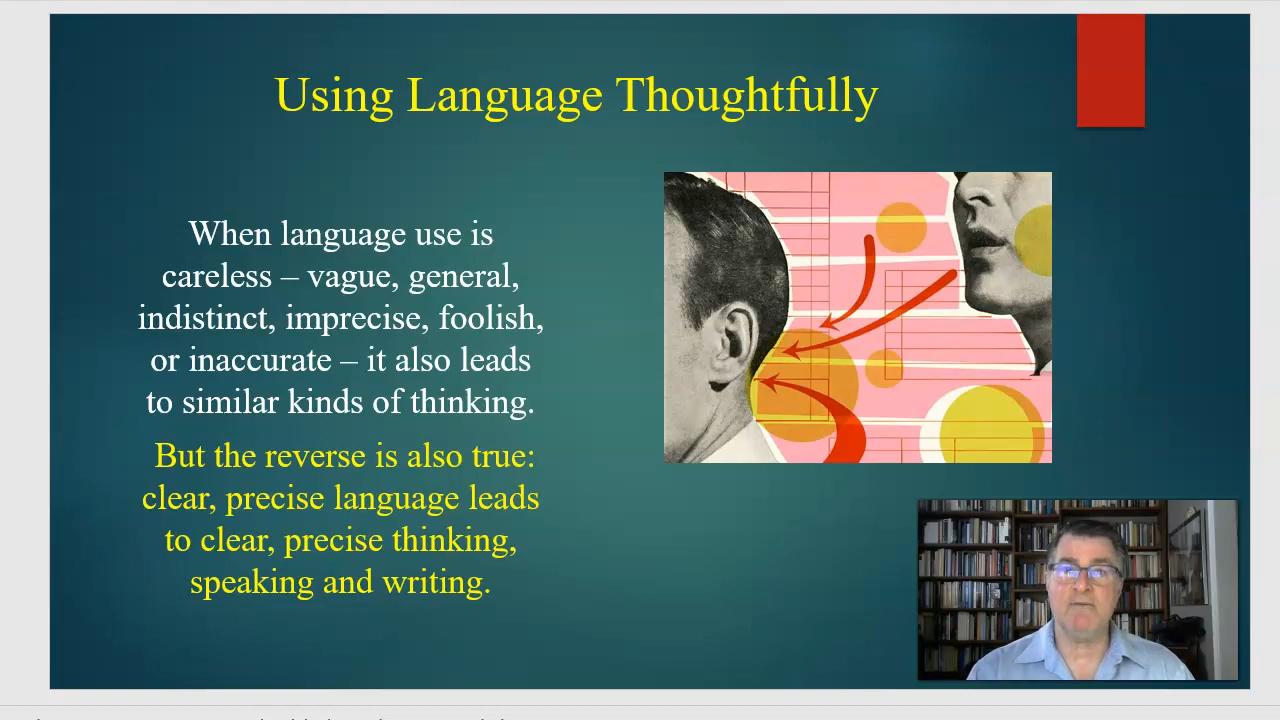 Using Language Thoughtfully
When language use is
careless – vague, general,
indistinct, imprecise, foolish,
or inaccurate – it also leads
to similar kinds of thinking.
But the reverse is also true:
clear, precise language leads
to clear, precise thinking,
speaking and writing.